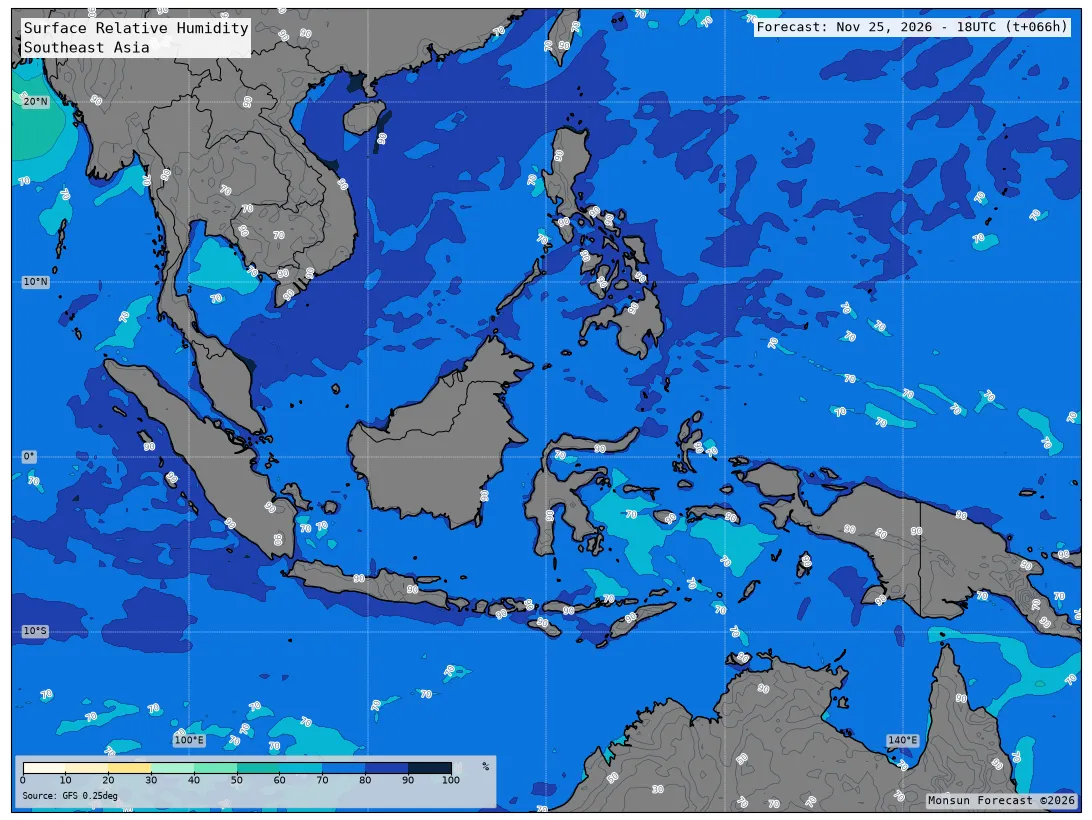 Surface Relative Humidity
Southeast Asia
Forecast: Nov 25, 2026 - 18UTC (t+066h)
20°N
10°N
0°
10°S
100°E
140°E
0 10 20 30 40 50 60 70 80 90 100 %
Source: GFS 0.25deg
Monsun Forecast ©2026